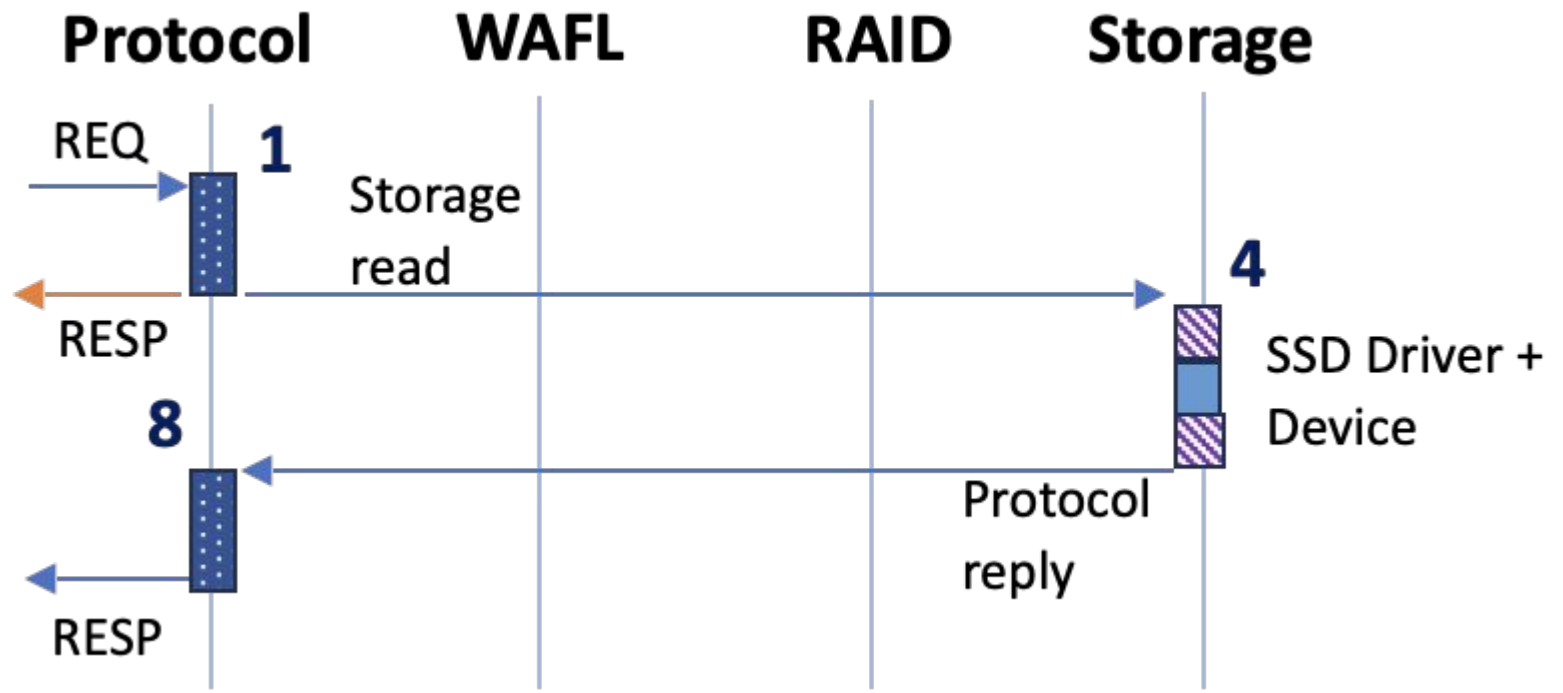 Protocol WAFL RAID Storage
REQ
1
Storage
read
4
RESP
SSD Driver +
Device
8
Protocol
reply
RESP